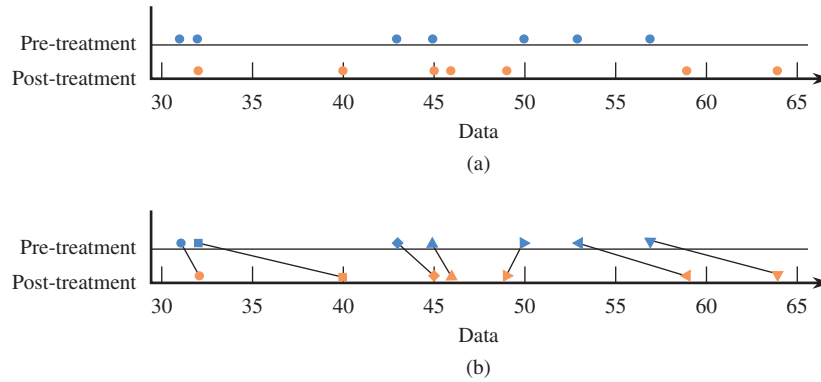 Pre-treatment
Post-treatment
30 35 40 45 50 55 60 65
Data
(a)
Pre-treatment
Post-treatment
30 35 40 45 50 55 60 65
Data
(b)